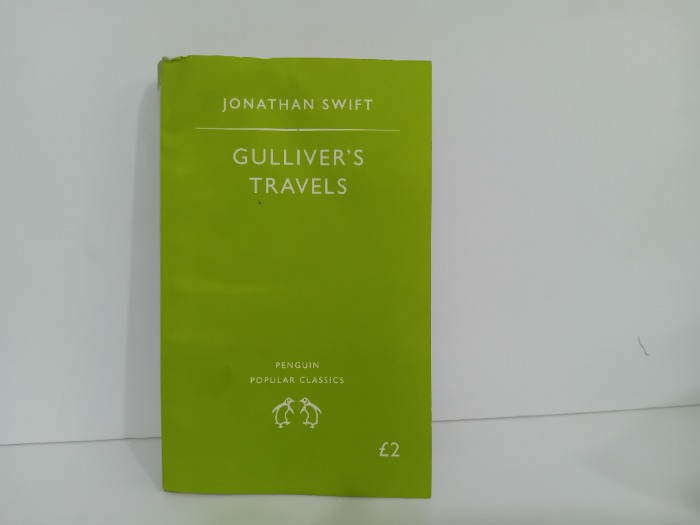 JONATHAN SWIFT
GULLIVER'S
TRAVELS
PENGUIN
POPULAR CLASSICS
£2